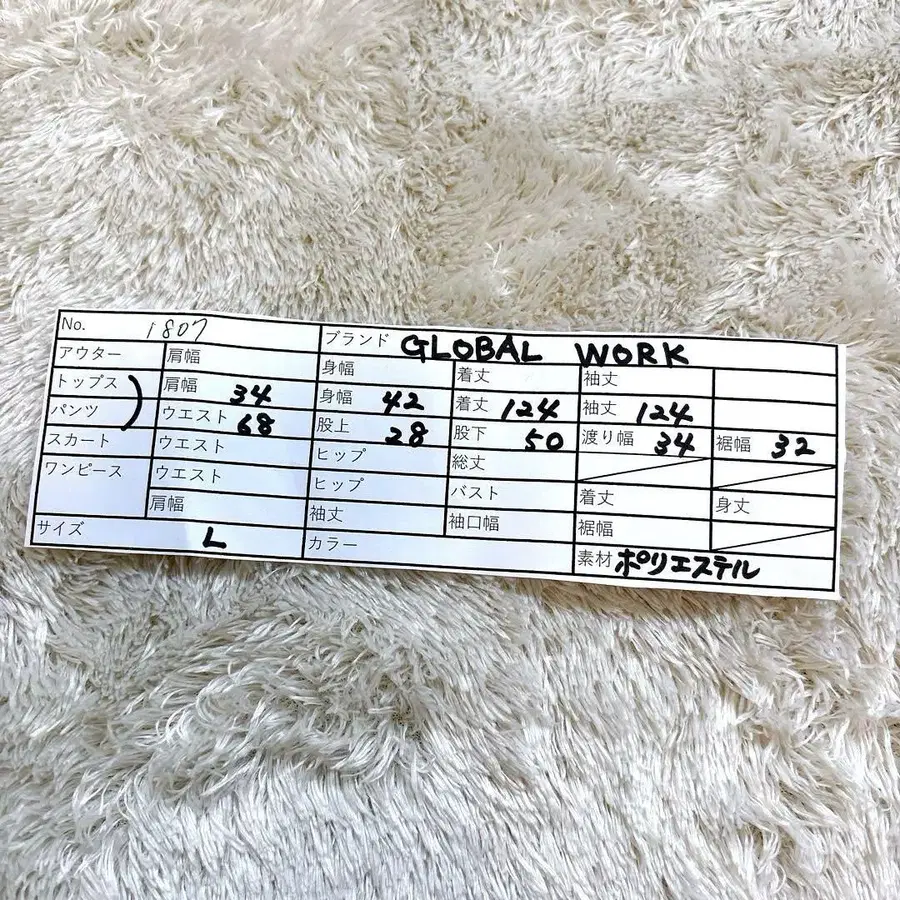 No. 1807 ブランド GLOBAL WORK
アウター 肩幅 身幅 着丈 袖丈
トップス 肩幅 34 身幅 42 着丈 124 袖丈 124
パンツ ウエスト 68 股上 28 股下 50 渡り幅 34 裾幅 32
スカート ウエスト ヒップ 総丈
ワンピース ウエスト ヒップ バスト 着丈 身丈
肩幅 袖丈 袖口幅 裾幅
サイズ L カラー 素材 ポリエステル